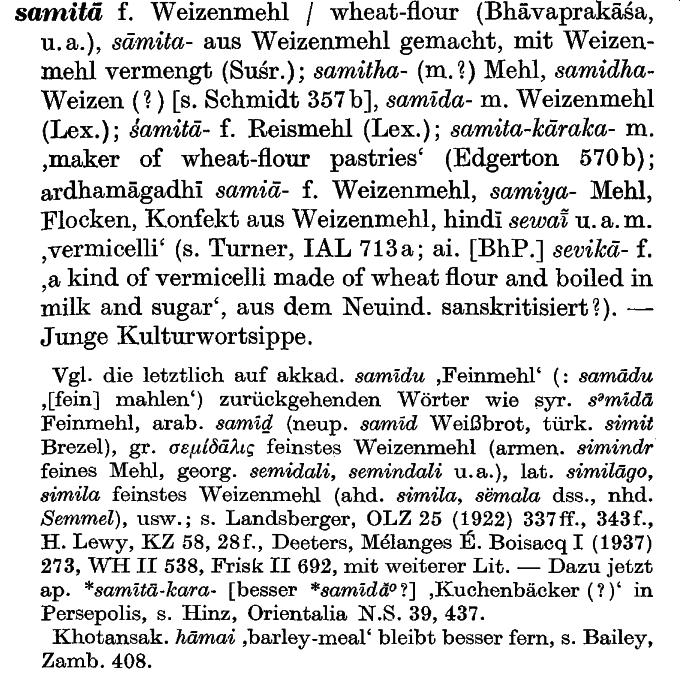 samitā f. Weizenmehl / wheat-flour (Bhāvaprakāśa,
u. a.), sāmita- aus Weizenmehl gemacht, mit Weizen-
mehl vermengt (Suśr.); samitha- (m. ?) Mehl, samidha-
Weizen (?) [s. Schmidt 357b], samīda- m. Weizenmehl
(Lex.); śamitā- f. Reismehl (Lex.); samita-kāraka- m.
‚maker of wheat-flour pastries‘ (Edgerton 570b);
ardhamāgadhī samiā- f. Weizenmehl, samiya- Mehl,
Flocken, Konfekt aus Weizenmehl, hindī sewaī̃ u. a. m.
‚vermicelli‘ (s. Turner, IAL 713a; ai. [BhP.] sevikā- f.
‚a kind of vermicelli made of wheat flour and boiled in
milk and sugar‘, aus dem Neuind. sanskritisiert?). —
Junge Kulturwortsippe.
Vgl. die letztlich auf akkad. samīdu ‚Feinmehl‘ (: samādu
‚[fein] mahlen‘) zurückgehenden Wörter wie syr. sᵊmīdā
Feinmehl, arab. samīḏ (neup. samīd Weißbrot, türk. simit
Brezel), gr. σεμίδᾱλις feinstes Weizenmehl (armen. simindr
feines Mehl, georg. semidali, semindali u. a.), lat. similāgo,
simila feinstes Weizenmehl (ahd. simila, sëmala dss., nhd.
Semmel), usw.; s. Landsberger, OLZ 25 (1922) 337ff., 343f.,
H. Lewy, KZ 58, 28f., Deeters, Mélanges É. Boisacq I (1937)
273, WH II 538, Frisk II 692, mit weiterer Lit. — Dazu jetzt
ap. *samītā-kara- [besser *samīdā̆° ?] ‚Kuchenbäcker (?)‘ in
Persepolis, s. Hinz, Orientalia N.S. 39, 437.
Khotansak. hāmai ‚barley-meal‘ bleibt besser fern, s. Bailey,
Zamb. 408.